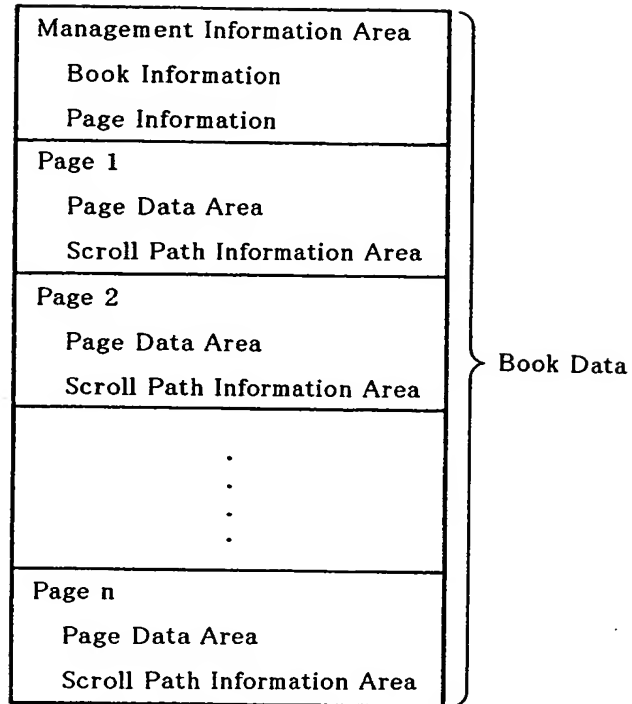 Management Information Area
Book Information
Page Information
Page 1
Page Data Area
Scroll Path Information Area
Page 2
Page Data Area
Scroll Path Information Area
.
.
.
.
Page n
Page Data Area
Scroll Path Information Area
Book Data